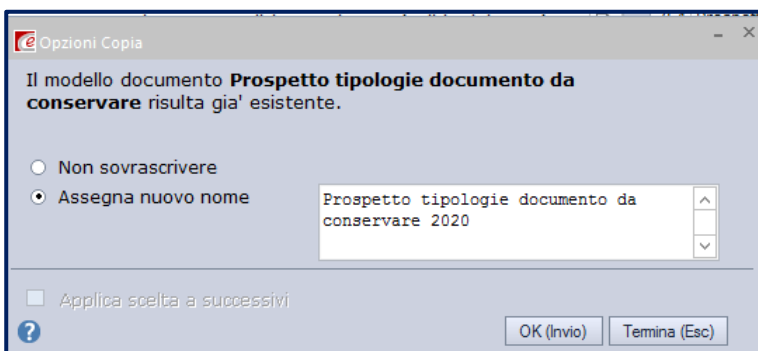 Opzioni Copia
Il modello documento Prospetto tipologie documento da
conservare risulta gia' esistente.
Non sovrascrivere
Assegna nuovo nome
Prospetto tipologie documento da
conservare 2020
Applica scelta a successivi
OK (Invio)
Termina (Esc)